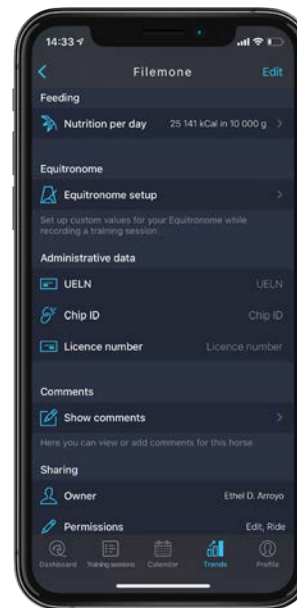 14:33
Filemone Edit
Feeding
Nutrition per day 25 141 kCal in 10 000 g
Equitronome
Equitronome setup
Set up custom values for your Equitronome while
recording a training session.
Administrative data
UELN UELN
Chip ID Chip ID
Licence number Licence number
Comments
Show comments
Here you can view or add comments for this horse.
Sharing
Owner Ethel D. Arroyo
Permissions Edit, Ride
Dashboard Training sessions Calendar Trends Profile